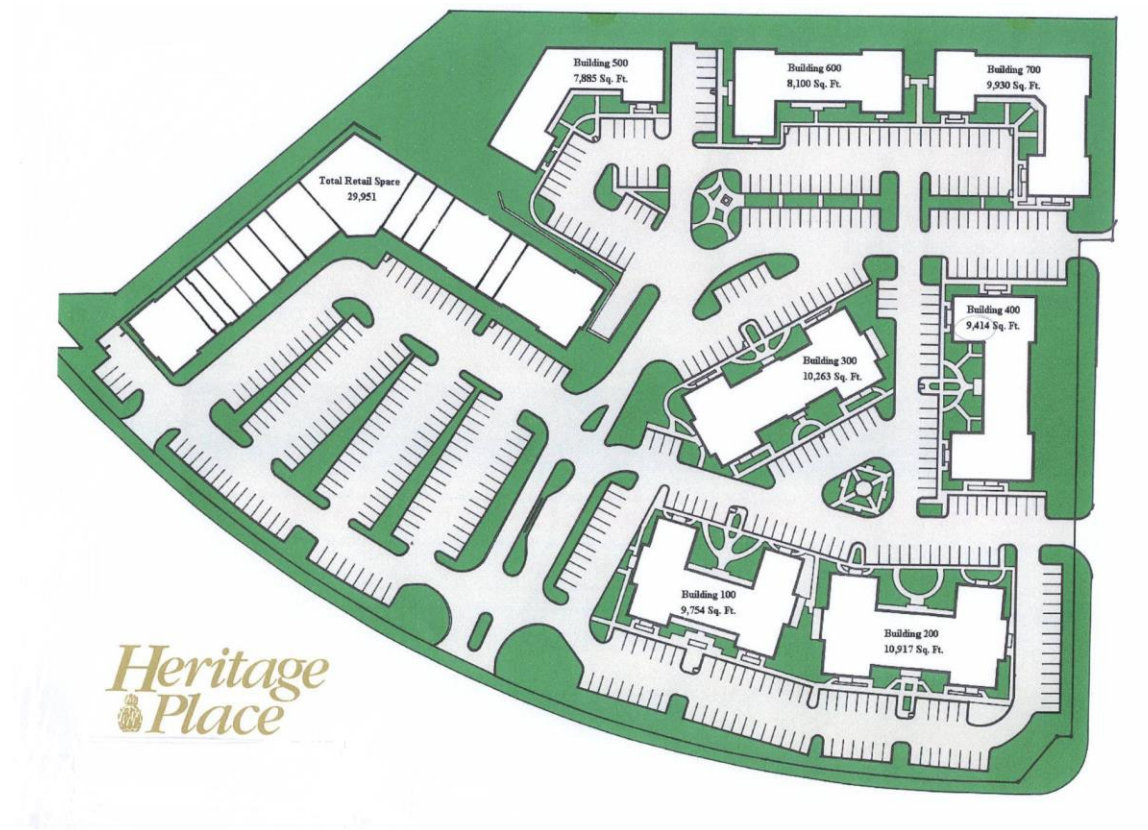 Building 500
7,885 Sq. Ft.
Building 600
8,100 Sq. Ft.
Building 700
9,930 Sq. Ft.
Total Retail Space
29,951
Building 400
9,414 Sq. Ft.
Building 300
10,263 Sq. Ft.
Building 100
9,754 Sq. Ft.
Building 200
10,917 Sq. Ft.
Heritage
Place